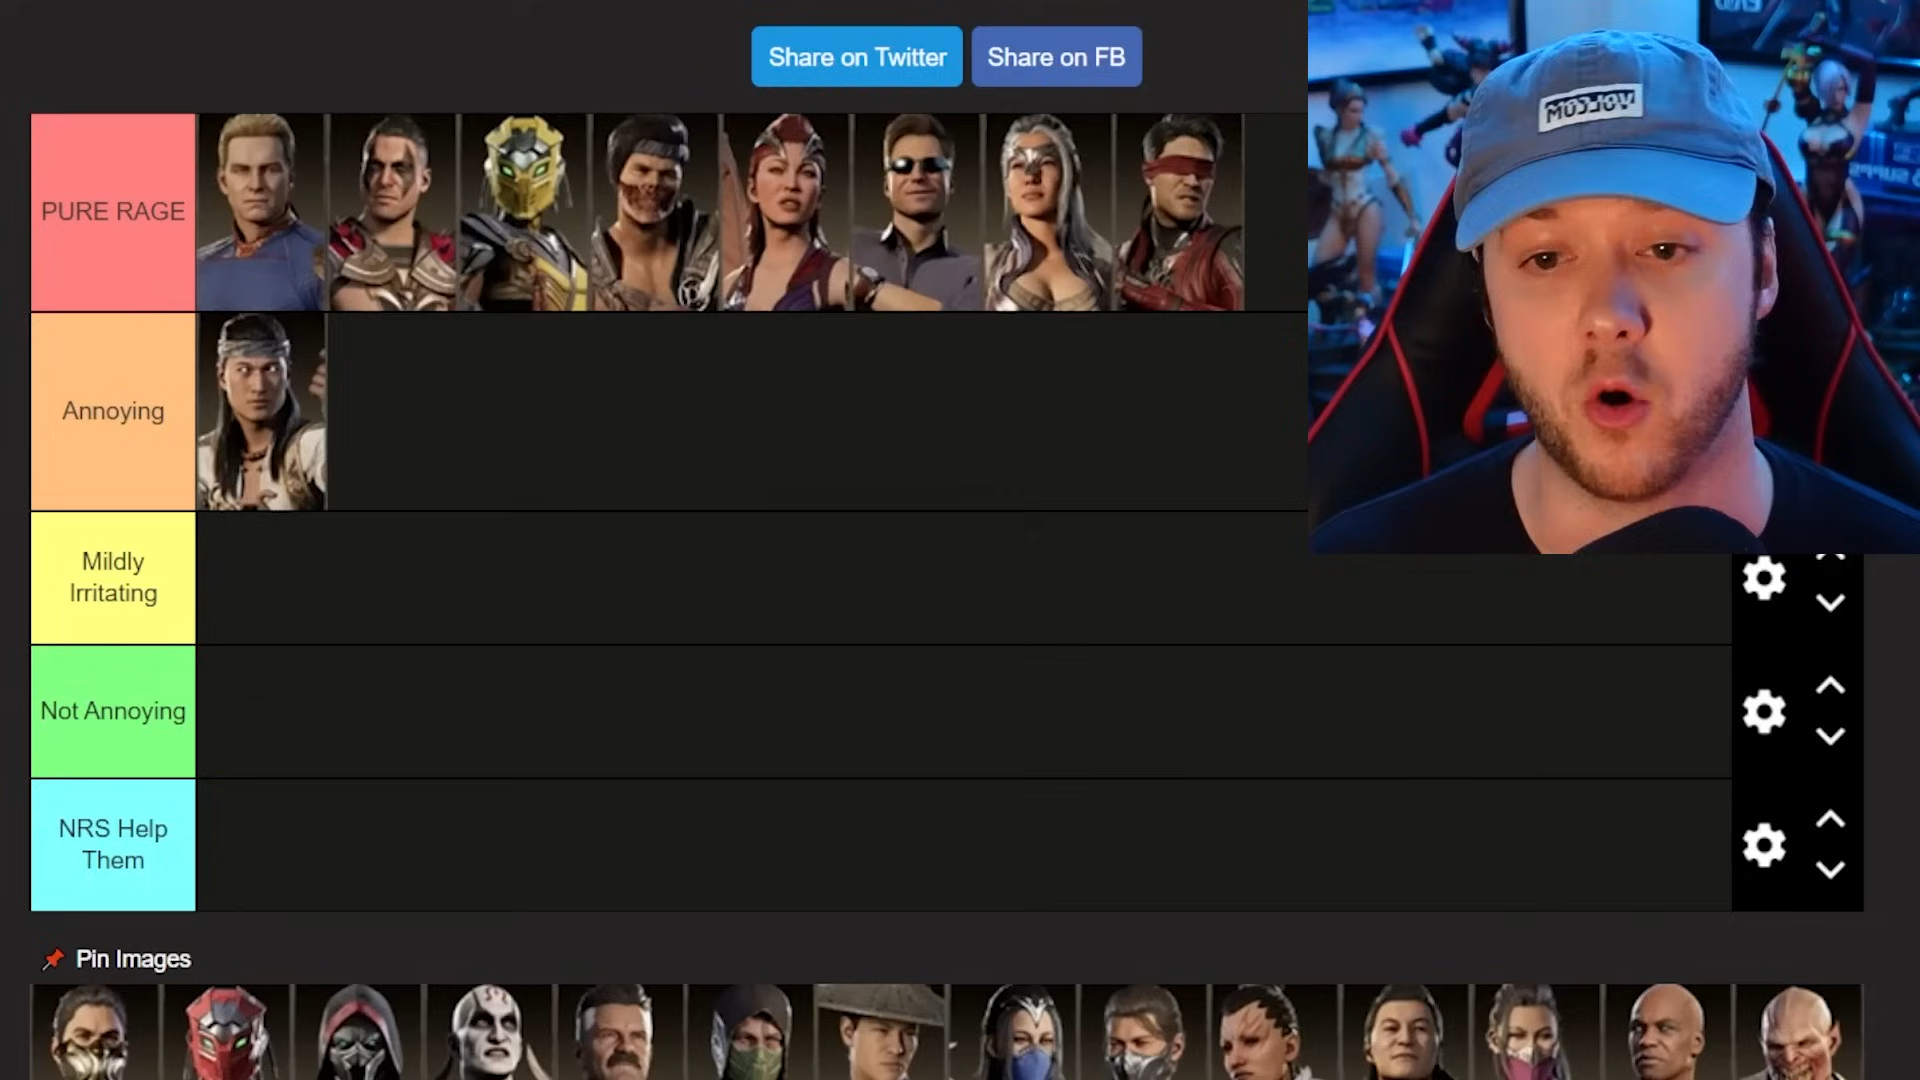 Share on Twitter
Share on FB
PURE RAGE
Annoying
Mildly
Irritating
Not Annoying
NRS Help
Them
Pin Images